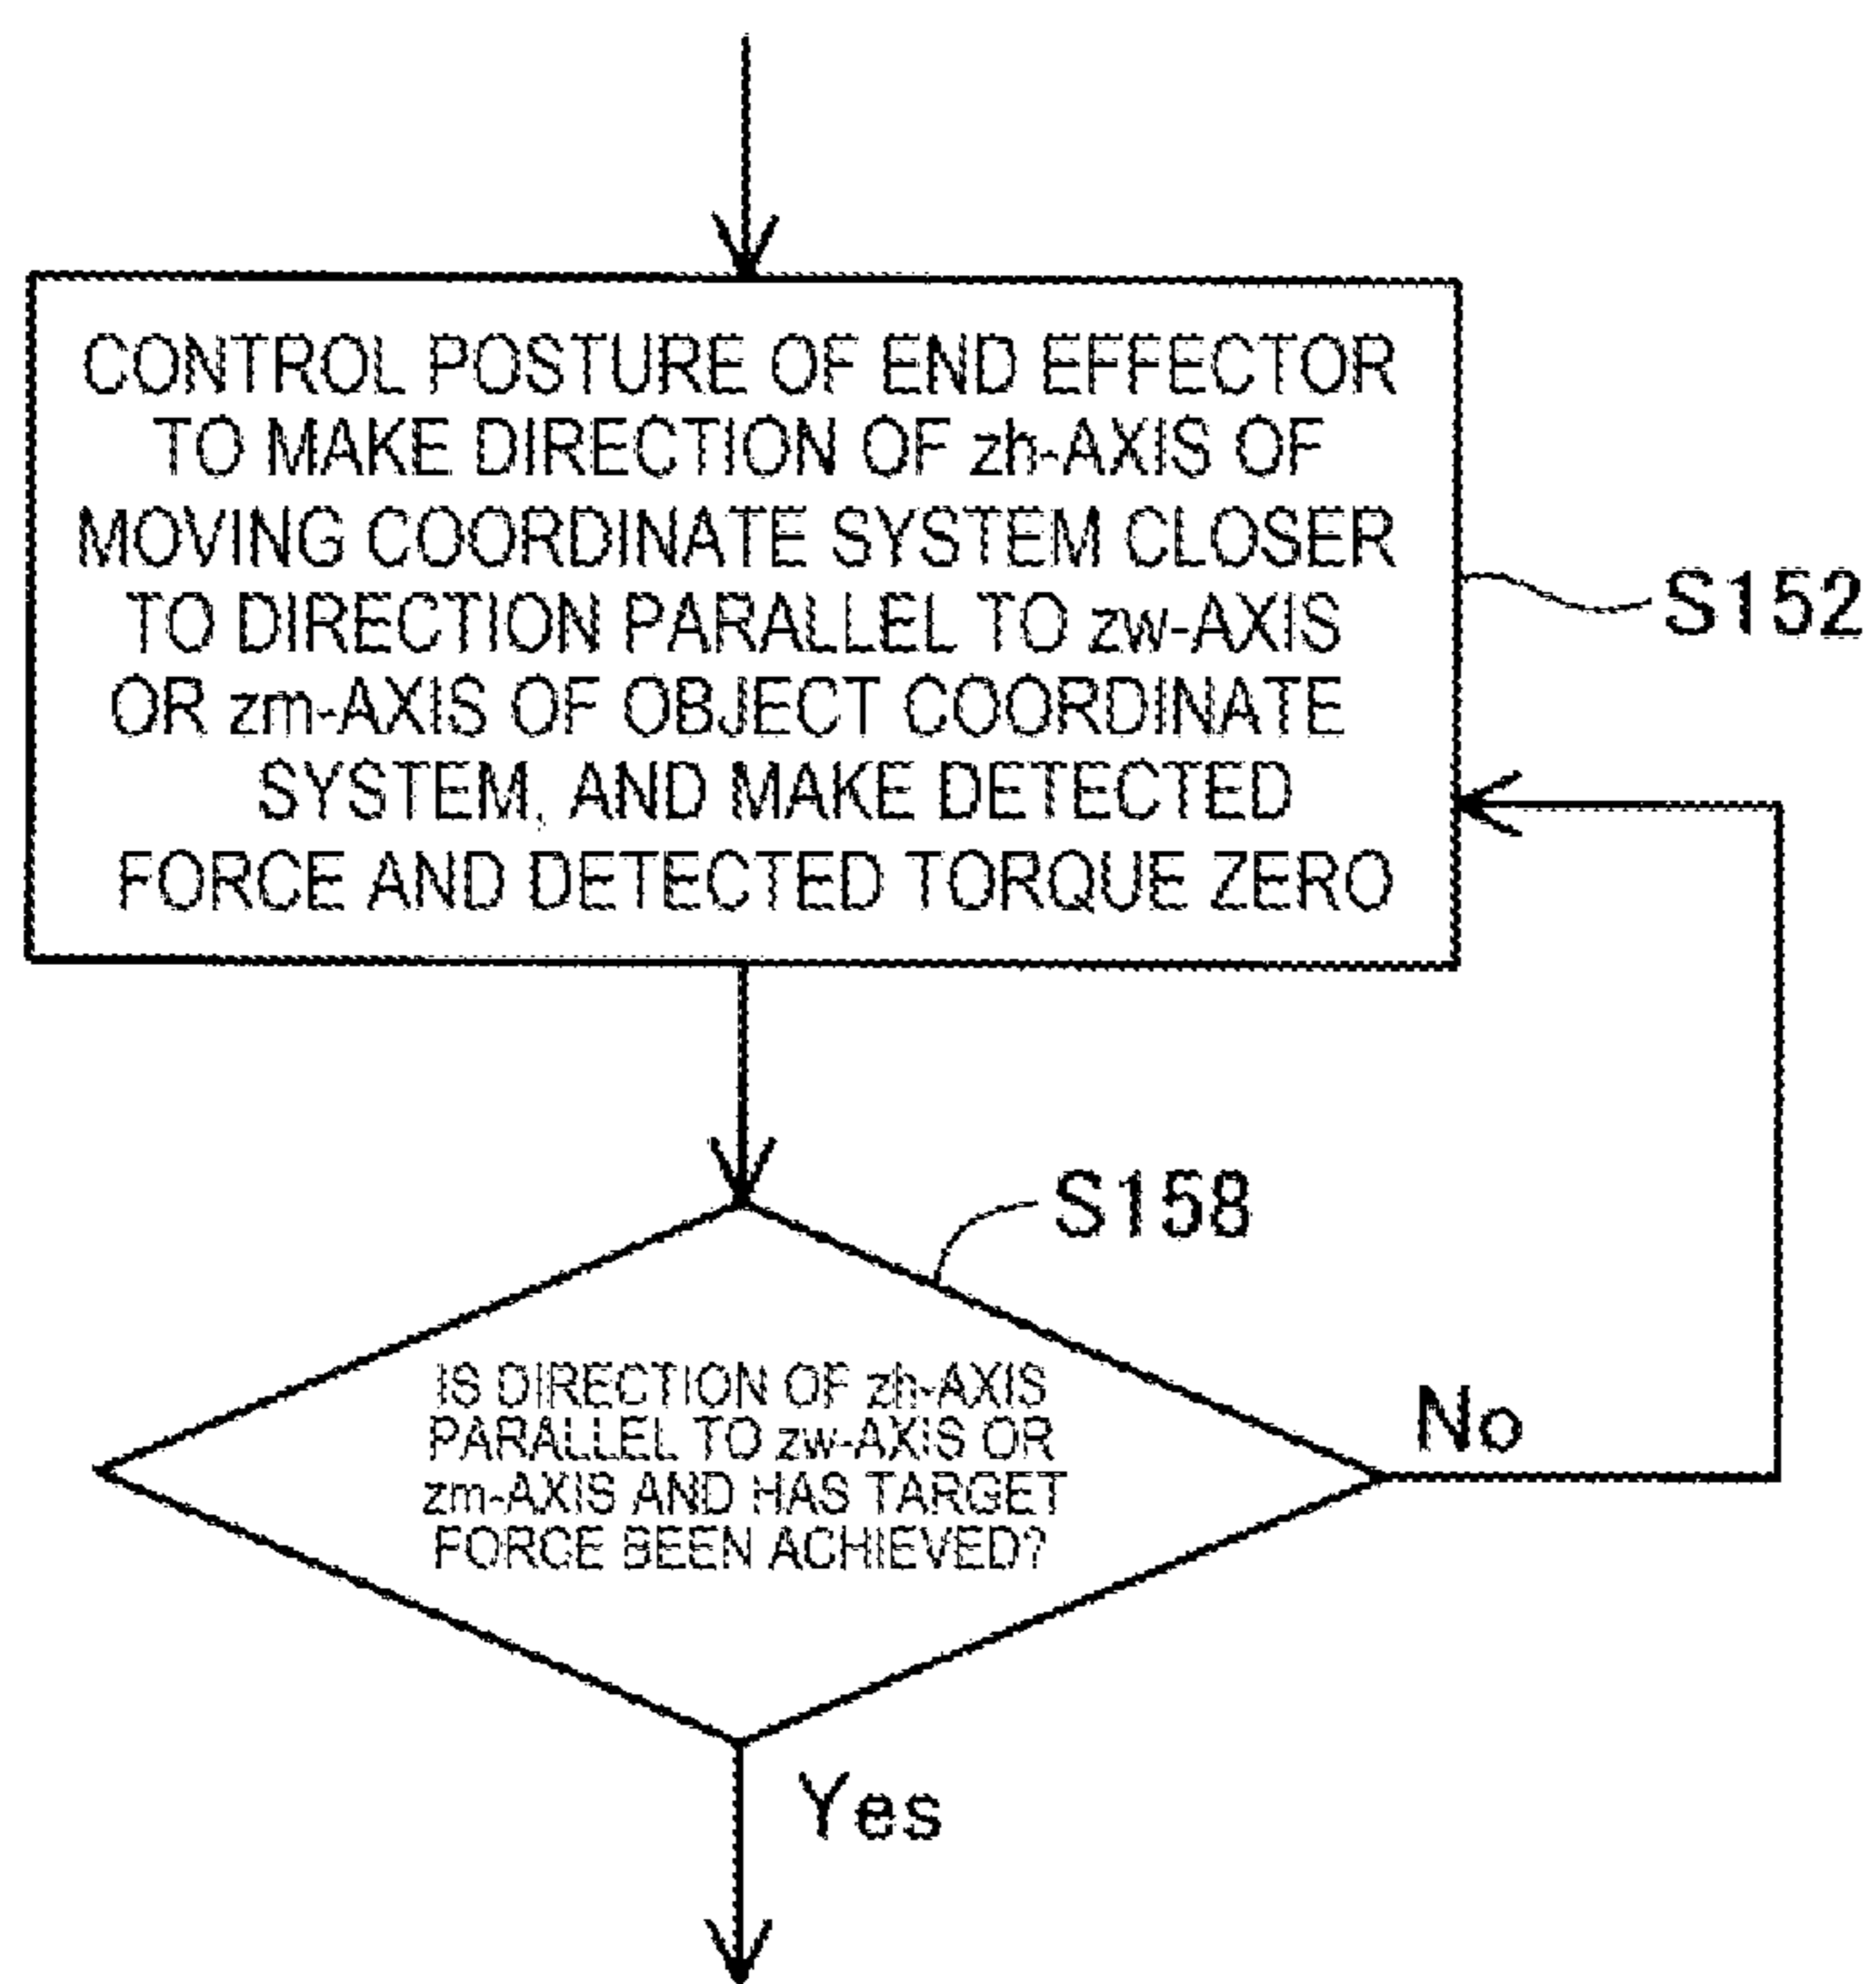 CONTROL POSTURE OF END EFFECTOR
TO MAKE DIRECTION OF zh-AXIS OF
MOVING COORDINATE SYSTEM CLOSER
TO DIRECTION PARALLEL TO zw-AXIS
OR zm-AXIS OF OBJECT COORDINATE
SYSTEM, AND MAKE DETECTED
FORCE AND DETECTED TORQUE ZERO
S152
S158
IS DIRECTION OF zh-AXIS
PARALLEL TO zw-AXIS OR
zm-AXIS AND HAS TARGET
FORCE BEEN ACHIEVED?
No
Yes